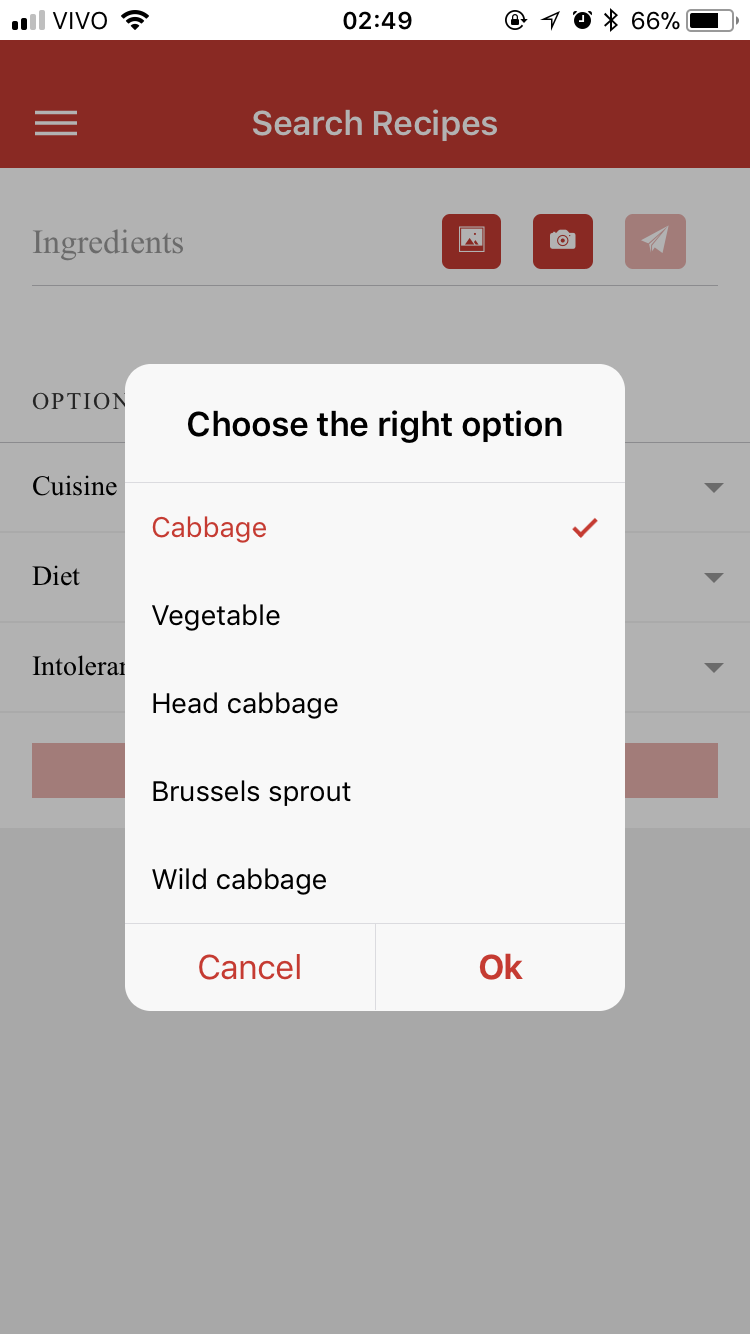 VIVO 02:49 66%
Search Recipes
Ingredients
OPTION
Choose the right option
Cuisine
Cabbage
Diet
Vegetable
Head cabbage
Brussels sprout
Wild cabbage
Cancel Ok